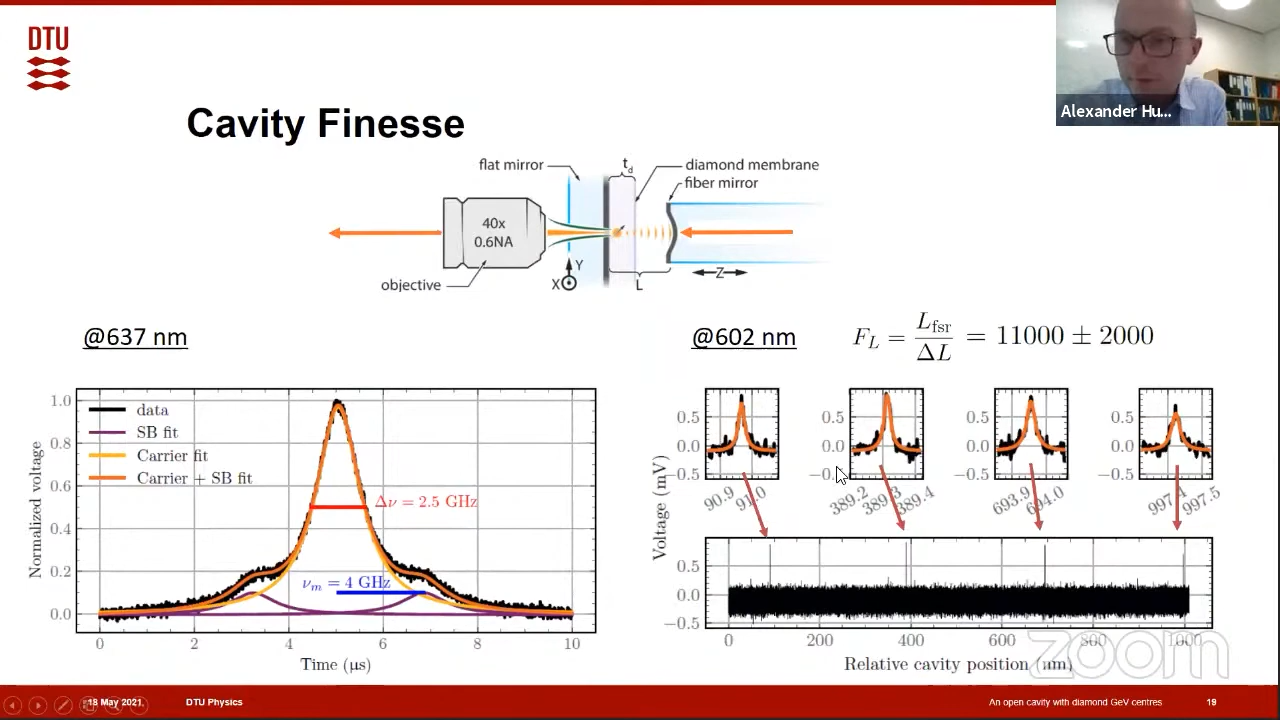 DTU
Alexander Hu...
Cavity Finesse
flat mirror
t_d
diamond membrane
fiber mirror
40x
0.6NA
objective
Y
X
L
Z
@637 nm
@602 nm
F_L = L_fsr / ΔL = 11000 ± 2000
data
SB fit
Carrier fit
Carrier + SB fit
Δν = 2.5 GHz
ν_m = 4 GHz
Normalized voltage
1.0
0.8
0.6
0.4
0.2
0.0
0 2 4 6 8 10
Time (μs)
0.5 0.5 0.5 0.5
0.0 0.0 0.0 0.0
−0.5 −0. −0.5 −0.5
90.9 91.0 389.2 389.3 389.4 693.9 694.0 997.4 997.5
Voltage (mV)
0.5
0.0
−0.5
0 200 400 600 800 1000
Relative cavity position (nm)
zoom
18 May 2021
DTU Physics
An open cavity with diamond GeV centres
19